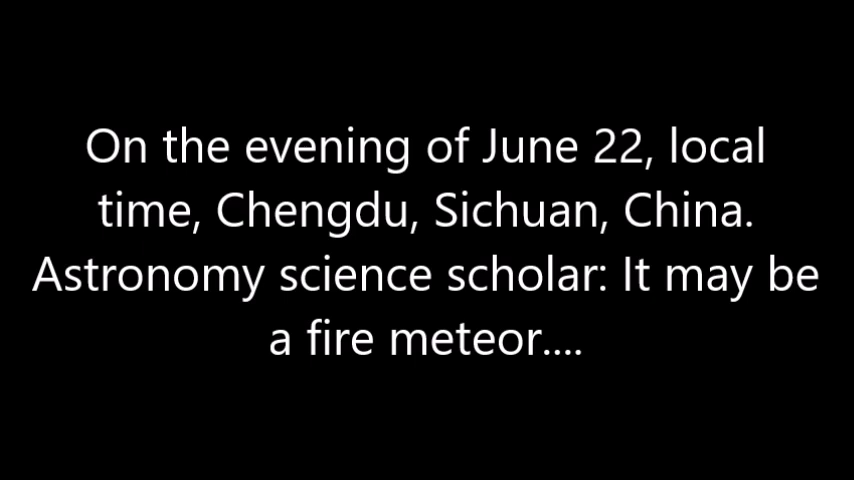 On the evening of June 22, local
time, Chengdu, Sichuan, China.
Astronomy science scholar: It may be
a fire meteor....